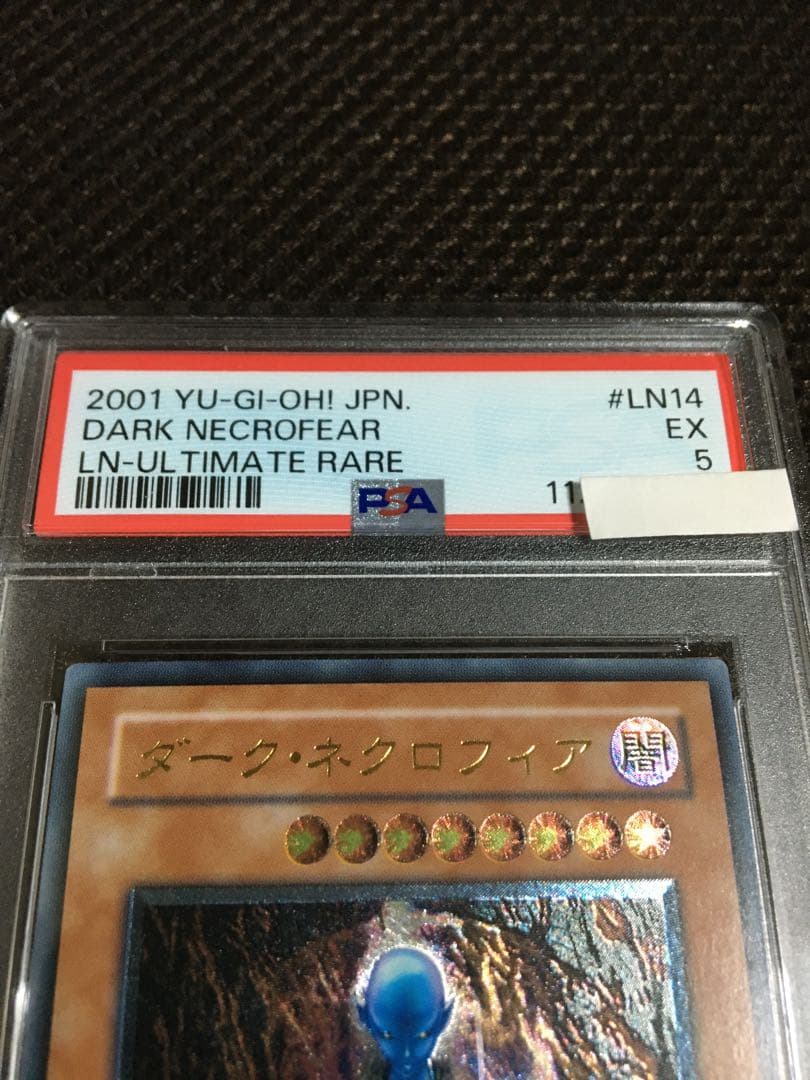 2001 YU-GI-OH! JPN. #LN14
DARK NECROFEAR EX
LN-ULTIMATE RARE 5
PSA
ダーク・ネクロフィア 闇